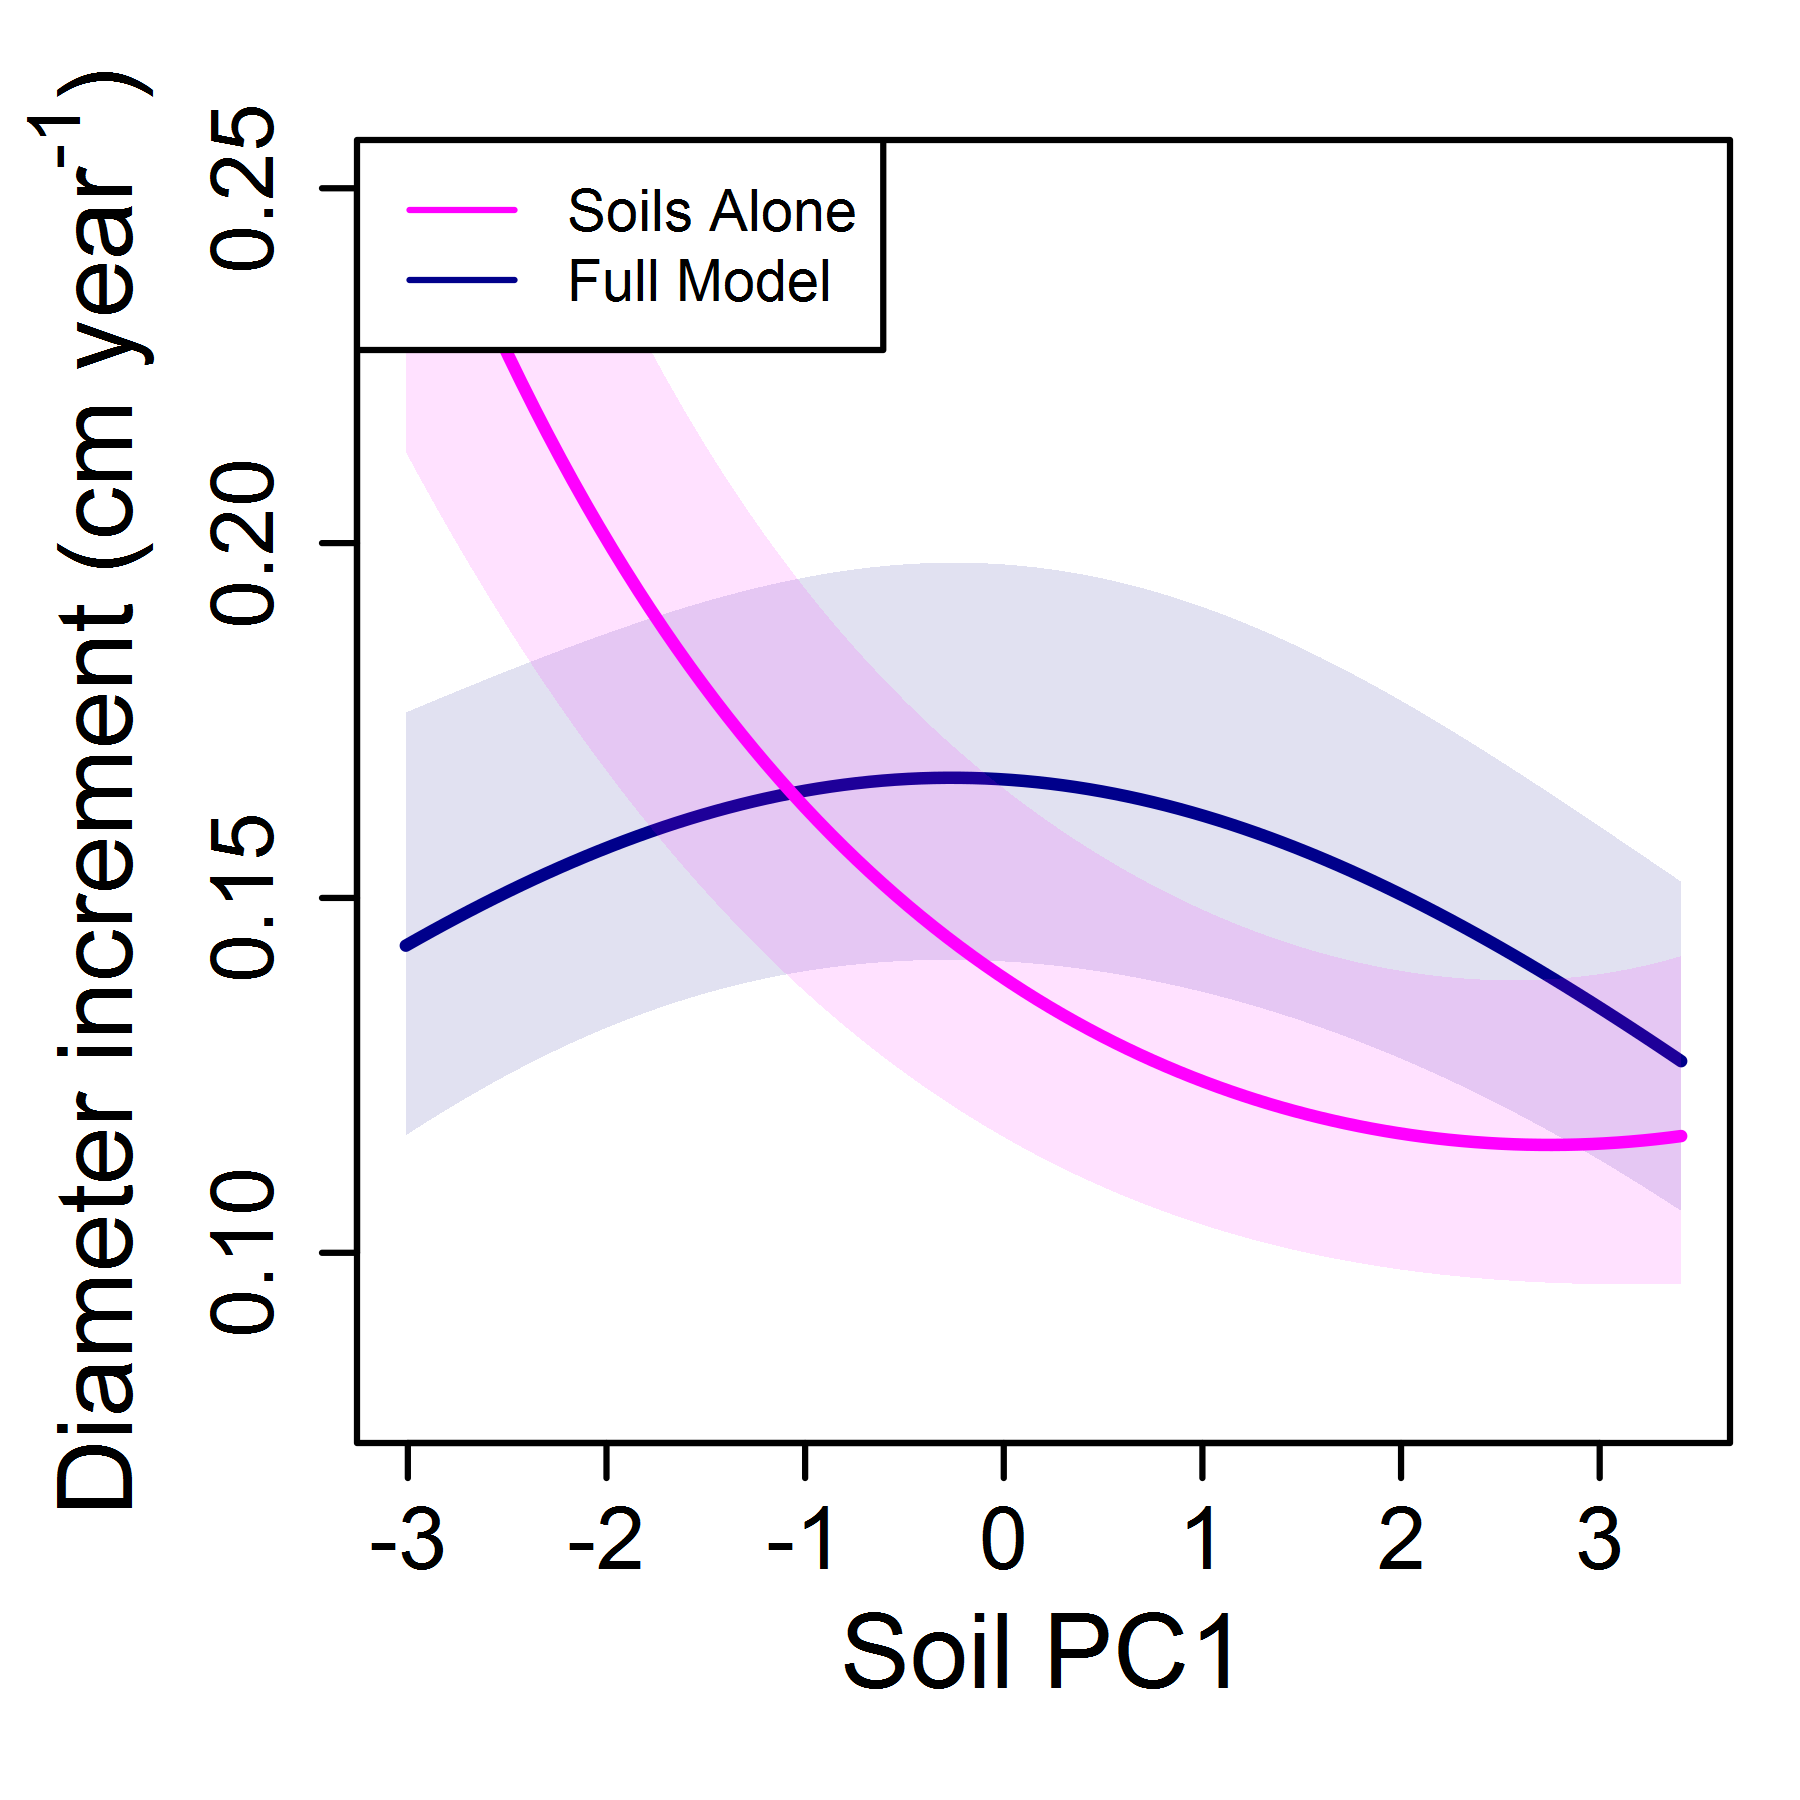 Diameter increment (cm year⁻¹)
0.25
0.20
0.15
0.10
Soils Alone
Full Model
-3 -2 -1 0 1 2 3
Soil PC1